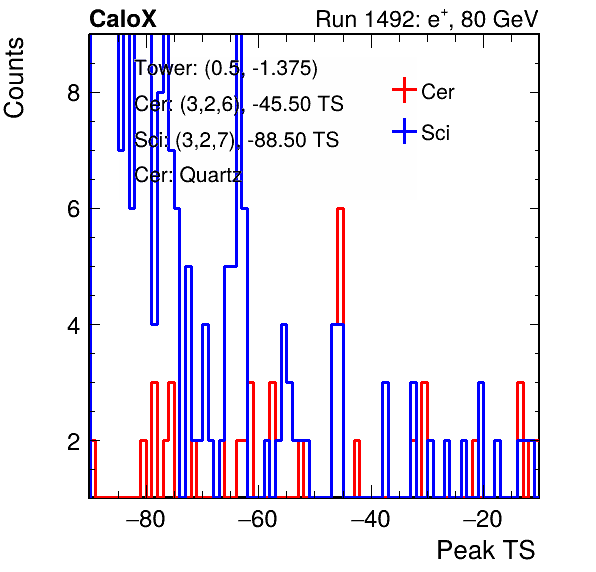 CaloX Run 1492: e⁺, 80 GeV
Counts
Tower: (0.5, -1.375)
Cer: (3,2,6), -45.50 TS
Sci: (3,2,7), -88.50 TS
Cer: Quartz
Cer
Sci
8
6
4
2
−80 −60 −40 −20
Peak TS